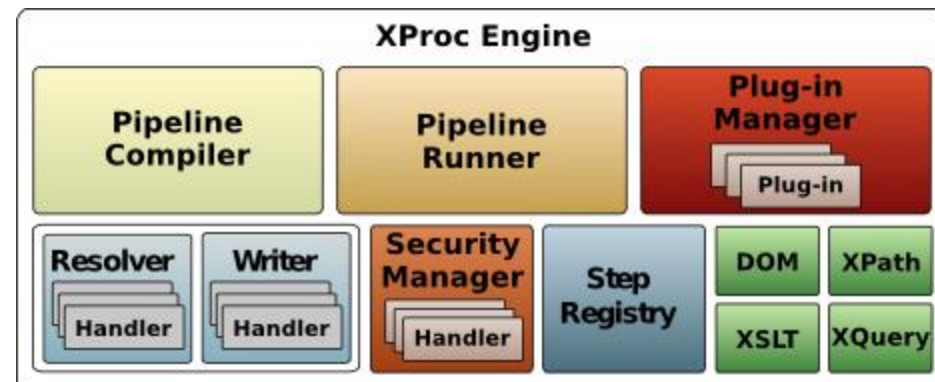 XProc Engine
Pipeline
Compiler
Pipeline
Runner
Plug-in
Manager
Plug-in
Resolver
Handler
Writer
Handler
Security
Manager
Handler
Step
Registry
DOM
XPath
XSLT
XQuery